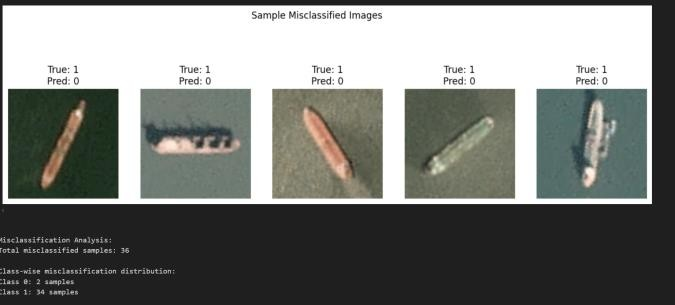 Sample Misclassified Images
True: 1 True: 1 True: 1 True: 1 True: 1
Pred: 0 Pred: 0 Pred: 0 Pred: 0 Pred: 0
Misclassification Analysis:
Total misclassified samples: 36
Class-wise misclassification distribution:
Class 0: 2 samples
Class 1: 34 samples